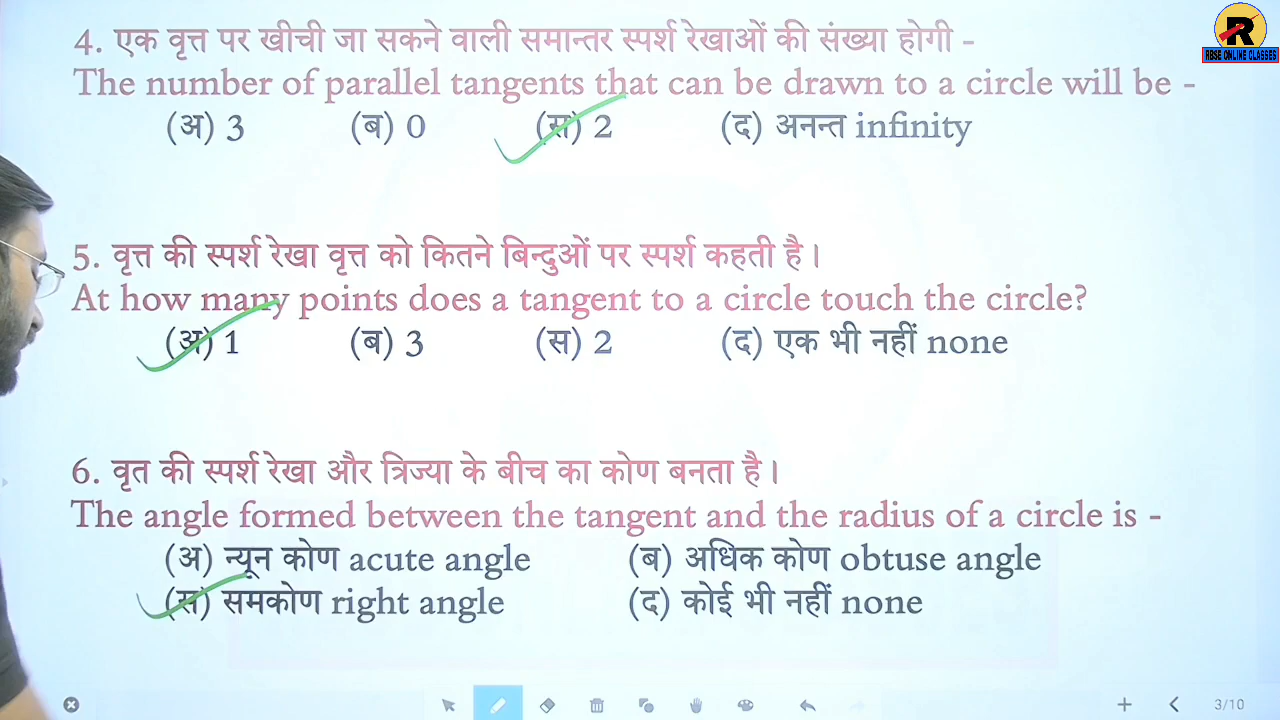 R
RBSE ONLINE CLASSES
4. एक वृत्त पर खीची जा सकने वाली समान्तर स्पर्श रेखाओं की संख्या होगी -
The number of parallel tangents that can be drawn to a circle will be -
(अ) 3 (ब) 0 (स) 2 (द) अनन्त infinity
5. वृत्त की स्पर्श रेखा वृत्त को कितने बिन्दुओं पर स्पर्श कहती है।
At how many points does a tangent to a circle touch the circle?
(अ) 1 (ब) 3 (स) 2 (द) एक भी नहीं none
6. वृत की स्पर्श रेखा और त्रिज्या के बीच का कोण बनता है।
The angle formed between the tangent and the radius of a circle is -
(अ) न्यून कोण acute angle (ब) अधिक कोण obtuse angle
(स) समकोण right angle (द) कोई भी नहीं none
3/10